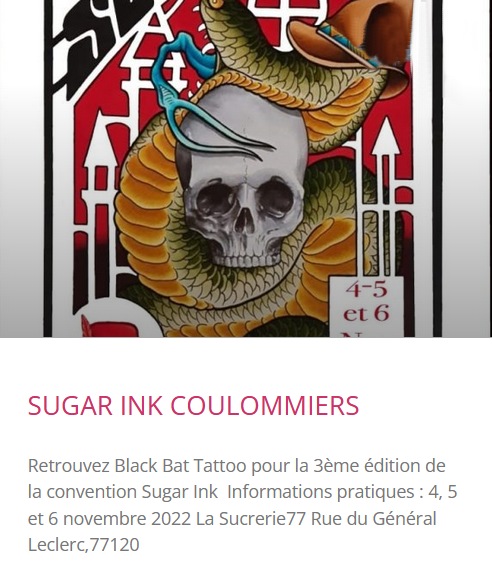 4-5
et 6
SUGAR INK COULOMMIERS
Retrouvez Black Bat Tattoo pour la 3ème édition de
la convention Sugar Ink  Informations pratiques : 4, 5
et 6 novembre 2022 La Sucrerie77 Rue du Général
Leclerc,77120